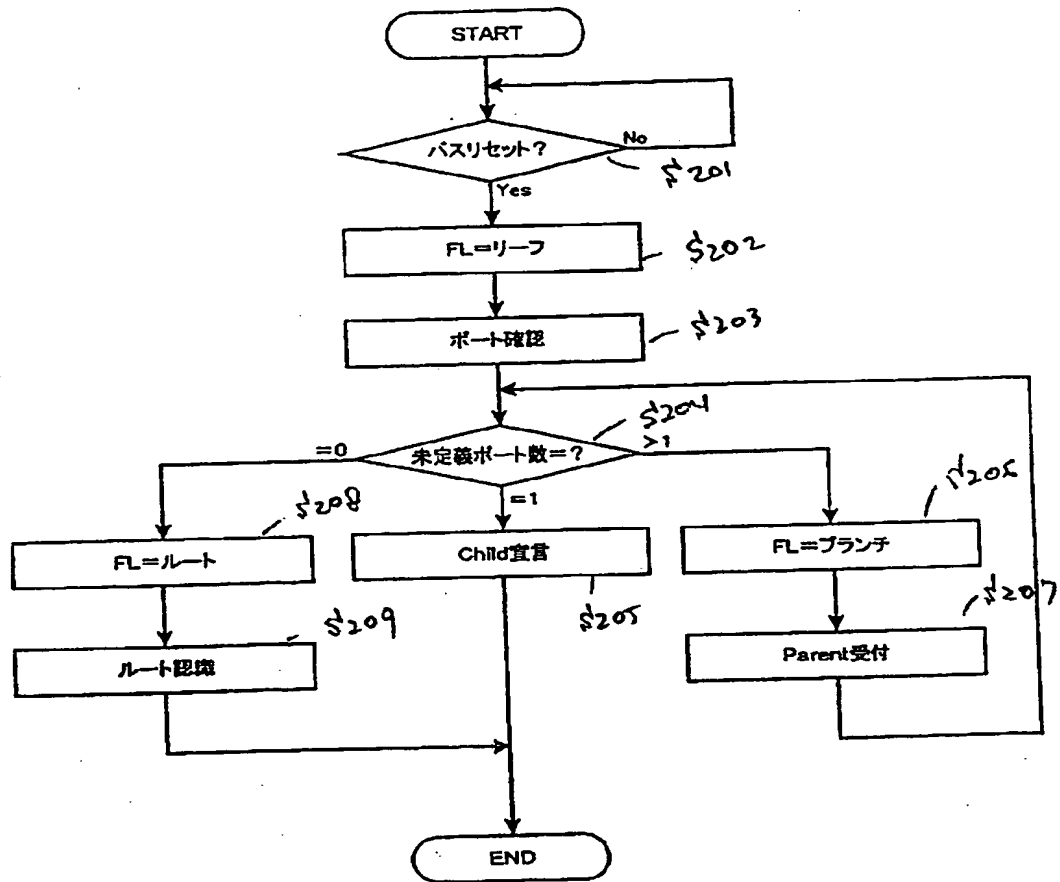 START
バスリセット?
No
S201
Yes
FL=リーフ
S202
ポート確認
S203
S204
=0
未定義ポート数=?
>1
=1
S208
S206
FL=ルート
Child宣言
FL=ブランチ
S209
S205
S207
ルート認識
Parent受付
END